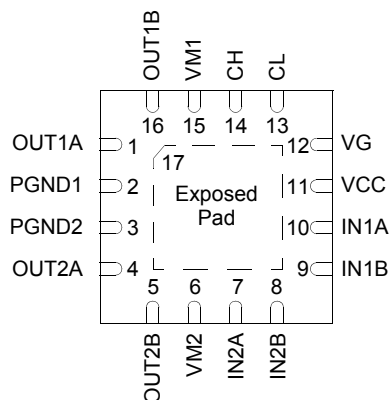 OUT1B
VM1
CH
CL
16
15
14
13
OUT1A
1
17
12
VG
PGND1
2
Exposed
Pad
11
VCC
PGND2
3
10
IN1A
OUT2A
4
9
IN1B
5
6
7
8
OUT2B
VM2
IN2A
IN2B